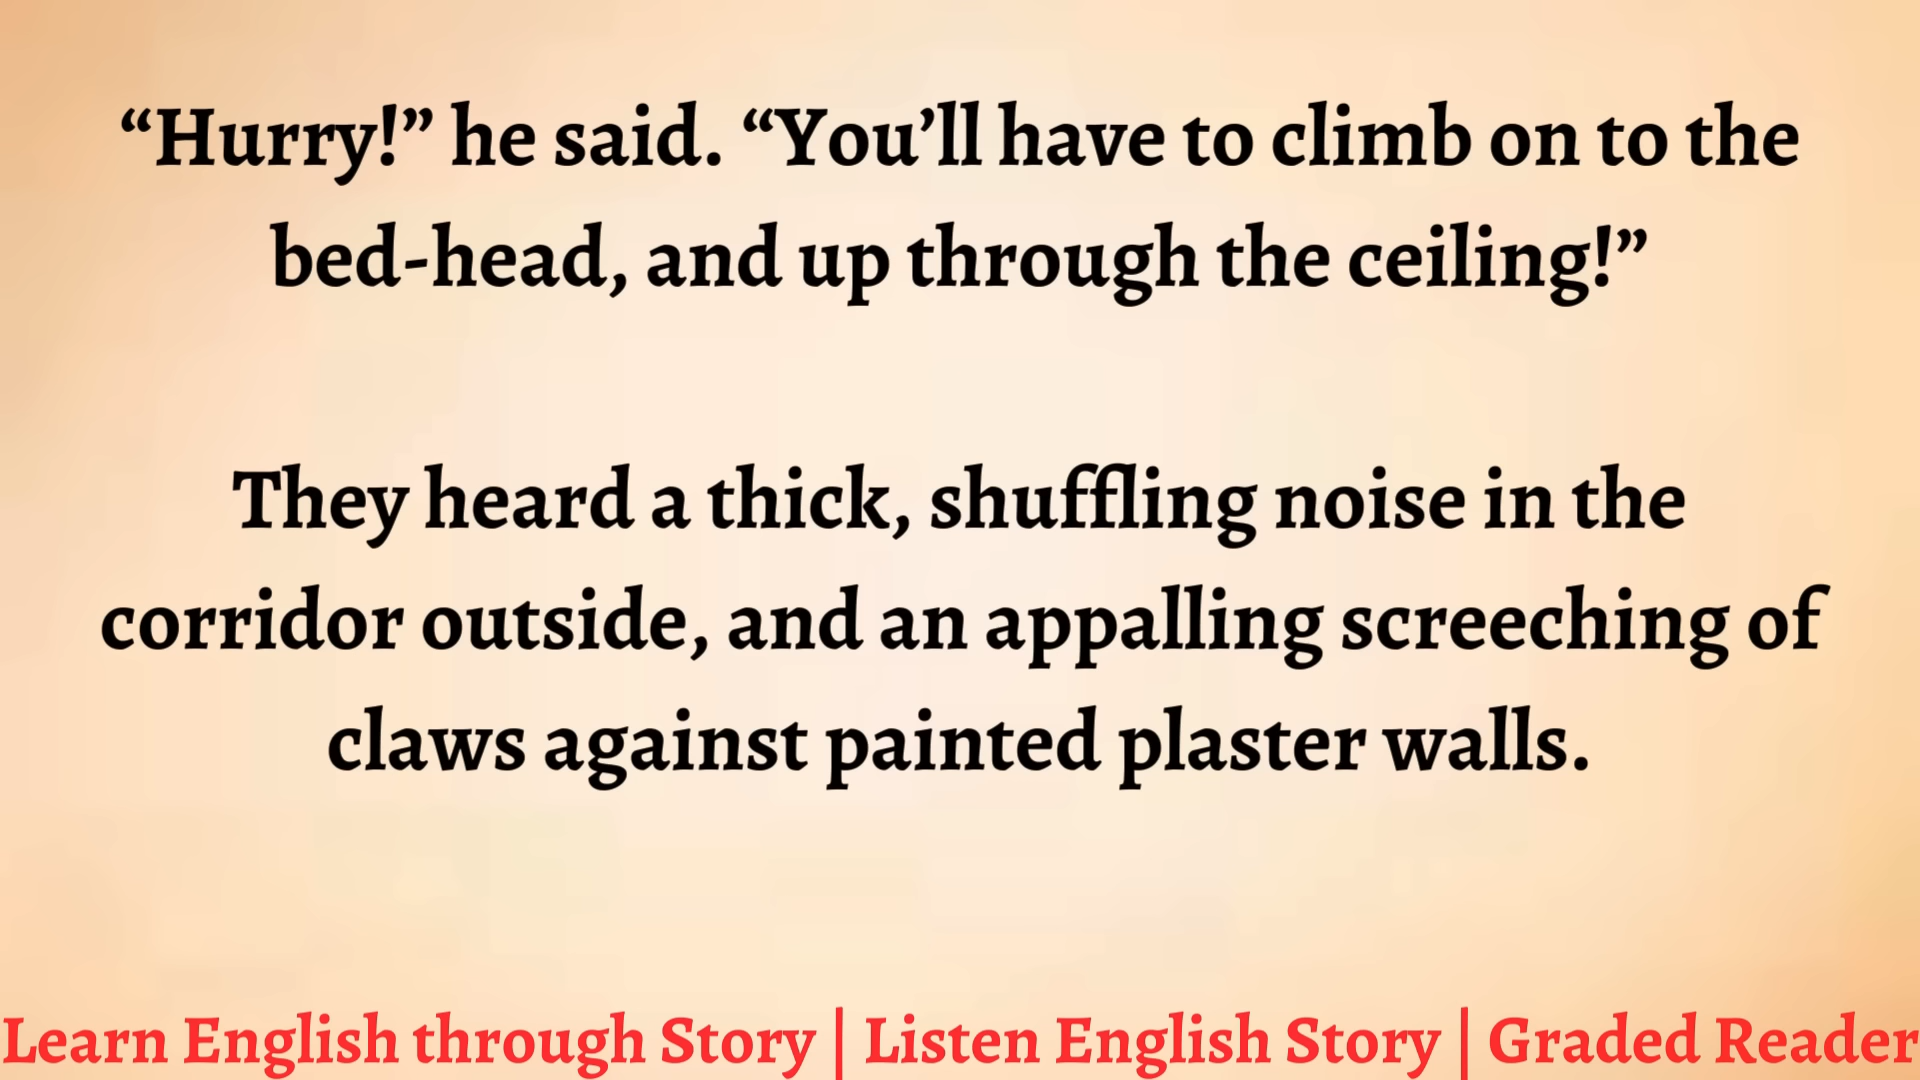 “Hurry!” he said. “You’ll have to climb on to the
bed-head, and up through the ceiling!”
They heard a thick, shuffling noise in the
corridor outside, and an appalling screeching of
claws against painted plaster walls.
Learn English through Story | Listen English Story | Graded Reader